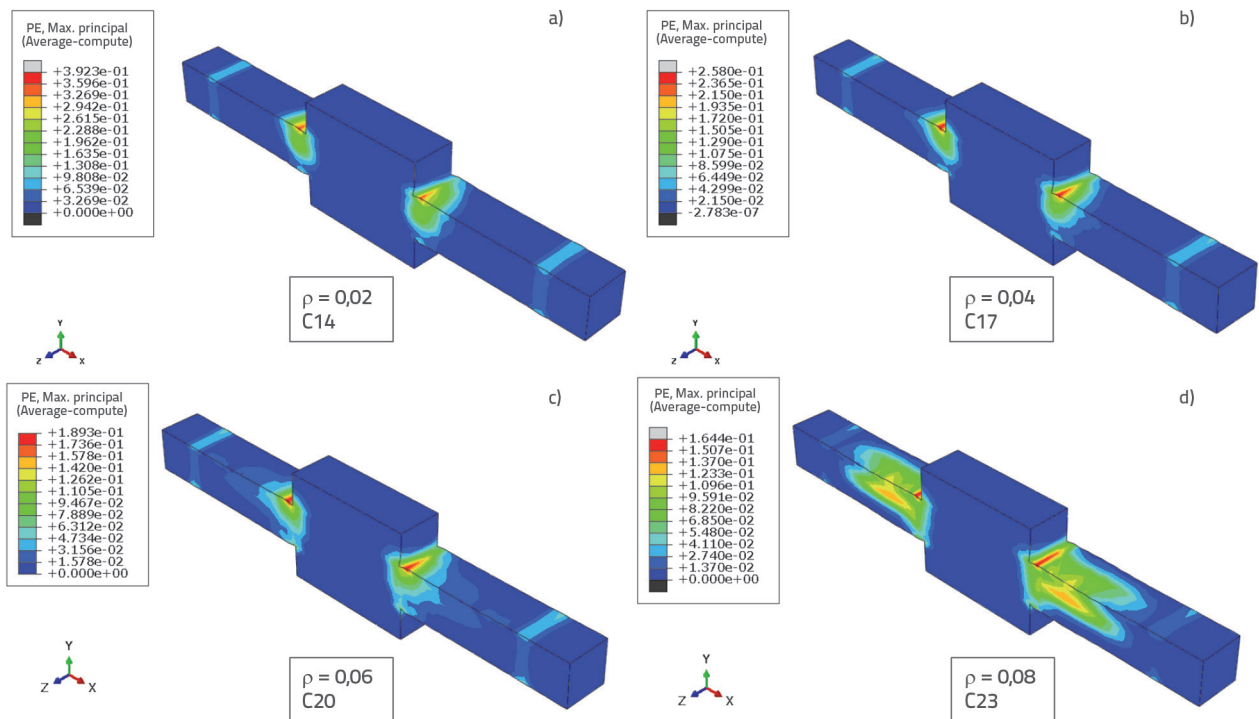 a)
PE, Max. principal
(Average-compute)
+3.923e-01
+3.596e-01
+3.269e-01
+2.942e-01
+2.615e-01
+2.288e-01
+1.962e-01
+1.635e-01
+1.308e-01
+9.808e-02
+6.539e-02
+3.269e-02
+0.000e+00
ρ = 0,02
C14
Y
Z
X
b)
PE, Max. principal
(Average-compute)
+2.580e-01
+2.365e-01
+2.150e-01
+1.935e-01
+1.720e-01
+1.505e-01
+1.290e-01
+1.075e-01
+8.599e-02
+6.449e-02
+4.299e-02
+2.150e-02
-2.783e-07
ρ = 0,04
C17
Y
Z
X
c)
PE, Max. principal
(Average-compute)
+1.893e-01
+1.736e-01
+1.578e-01
+1.420e-01
+1.262e-01
+1.105e-01
+9.467e-02
+7.889e-02
+6.312e-02
+4.734e-02
+3.156e-02
+1.578e-02
+0.000e+00
ρ = 0,06
C20
Y
Z
X
d)
PE, Max. principal
(Average-compute)
+1.644e-01
+1.507e-01
+1.370e-01
+1.233e-01
+1.096e-01
+9.591e-02
+8.220e-02
+6.850e-02
+5.480e-02
+4.110e-02
+2.740e-02
+1.370e-02
+0.000e+00
ρ = 0,08
C23
Y
Z
X